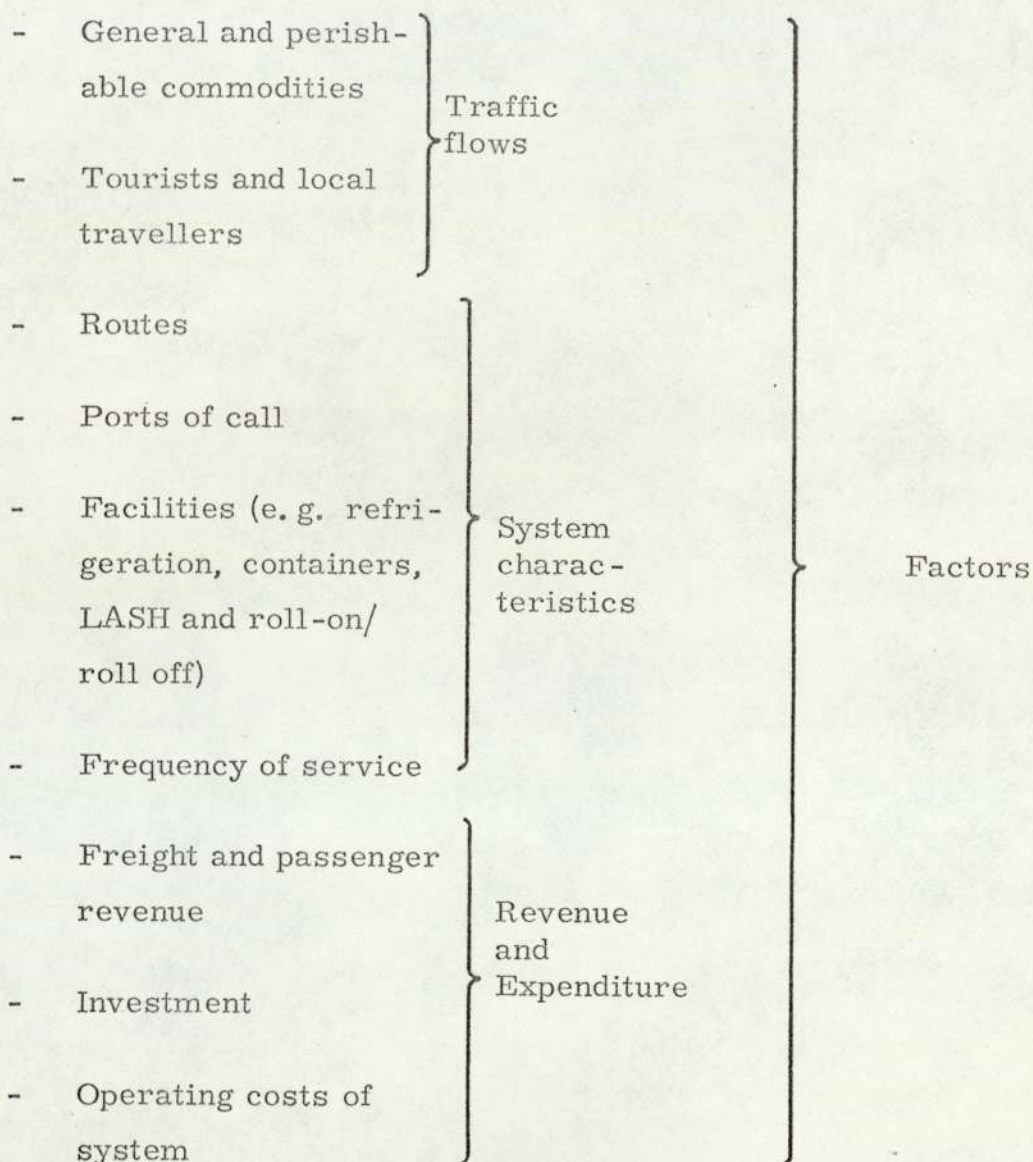 - General and perish-
able commodities
Traffic
flows
- Tourists and local
travellers
- Routes
- Ports of call
- Facilities (e. g. refri-
geration, containers,
LASH and roll-on/
roll off)
System
charac-
teristics
- Frequency of service
- Freight and passenger
revenue
Revenue
and
Expenditure
- Investment
- Operating costs of
system
Factors